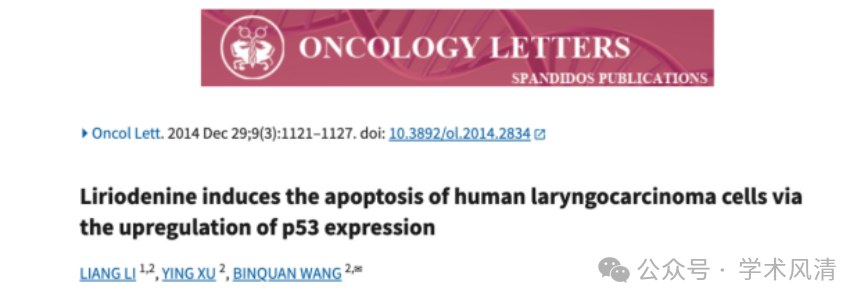 ONCOLOGY LETTERS
SPANDIDOS PUBLICATIONS
Oncol Lett. 2014 Dec 29;9(3):1121–1127. doi: 10.3892/ol.2014.2834
Liriodenine induces the apoptosis of human laryngocarcinoma cells via
the upregulation of p53 expression
LIANG LI 1,2, YING XU 2, BINQUAN WANG 2,✉
公众号 · 学术风清